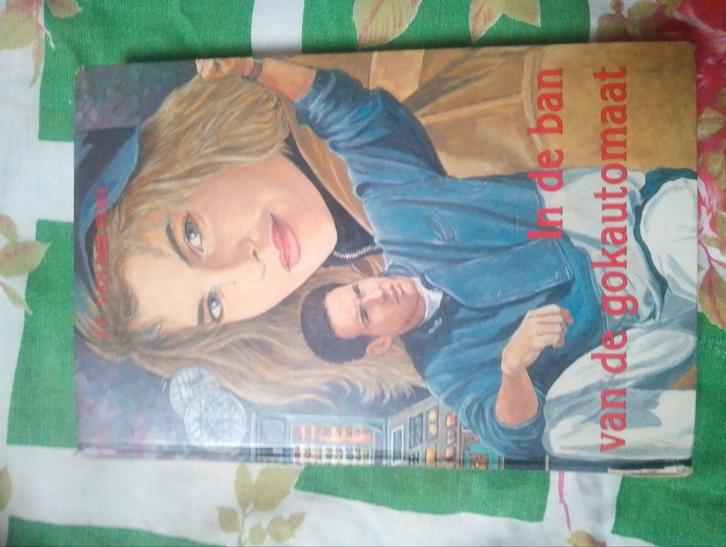 In de ban
van de gokautomaat